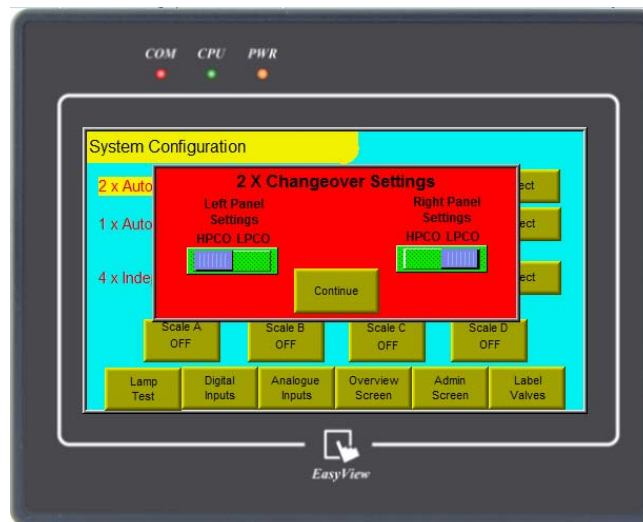 COM CPU PWR
System Configuration
2 x Auto
2 X Changeover Settings
ect
Left Panel
Settings
HPCO LPCO
Right Panel
Settings
HPCO LPCO
1 x Auto
ect
4 x Inde
Continue
ect
Scale A
OFF
Scale B
OFF
Scale C
OFF
Scale D
OFF
Lamp
Test
Digital
Inputs
Analogue
Inputs
Overview
Screen
Admin
Screen
Label
Valves
EasyView